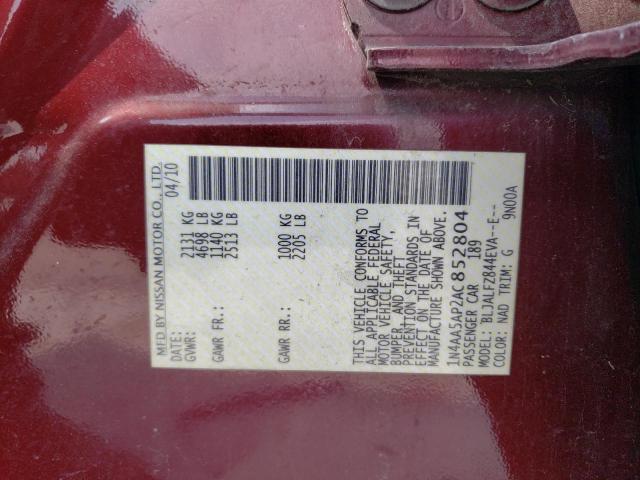 MFD BY NISSAN MOTOR CO., LTD.
04/10
GVWR: 2131 KG
4698 LB
GAWR FR: 1140 KG
2513 LB
GAWR RR: 1000 KG
2205 LB
THIS VEHICLE CONFORMS TO
ALL APPLICABLE FEDERAL
MOTOR VEHICLE SAFETY,
BUMPER, AND THEFT
PREVENTION STANDARDS IN
EFFECT ON THE DATE OF
MANUFACTURE SHOWN ABOVE.
1N4AA5AP2AC852804
PASSENGER CAR 189
MODEL: BLJALFZ844EVA--E--
COLOR: NAD TRIM: G 9N00A